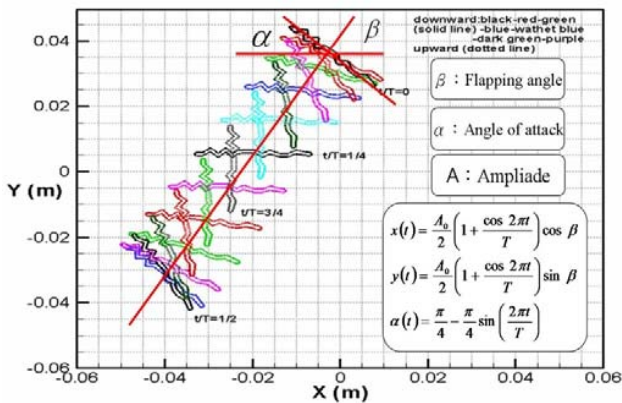 downward:black-red-green
(solid line) -blue-wathet blue
-dark green-purple
upward (dotted line)
α
β
β : Flapping angle
α : Angle of attack
A : Ampliade
x(t) = A₀/2 (1 + cos 2πt/T) cos β
y(t) = A₀/2 (1 + cos 2πt/T) sin β
α(t) = π/4 − π/4 sin (2πt/T)
t/T=0
t/T=1/4
t/T=3/4
t/T=1/2
Y (m)
0.04
0.02
0
-0.02
-0.04
-0.06
-0.06 -0.04 -0.02 0 0.02 0.04 0.06
X (m)